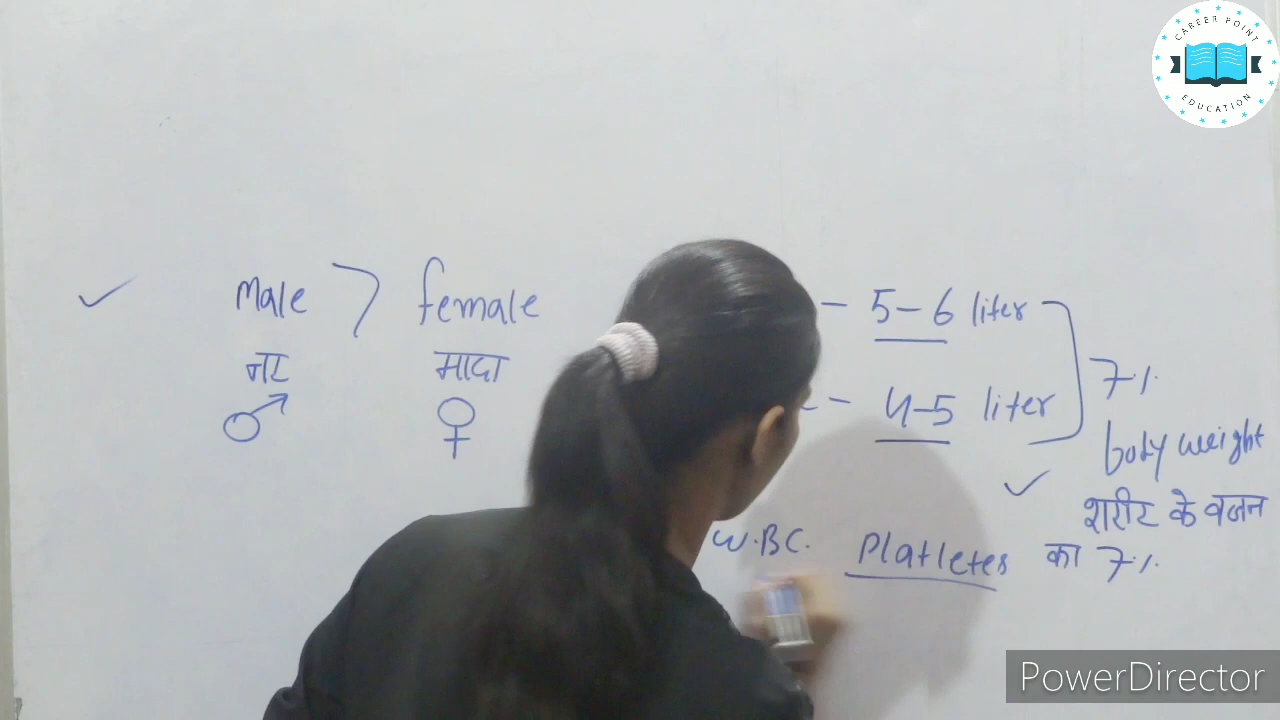 CAREER POINT
EDUCATION
male > female
नर मादा
♂ ♀
– 5–6 liter
– 4–5 liter
7%
body weight
शरीर के वजन
का 7%
W.BC. Platletes
PowerDirector